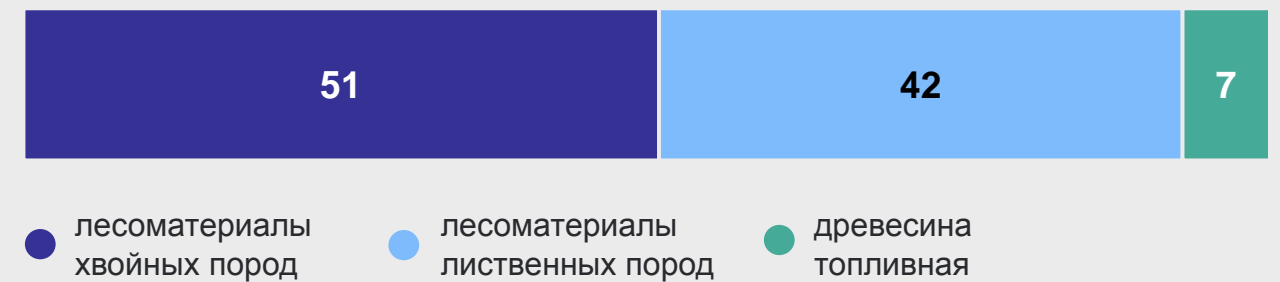 51 42 7
лесоматериалы
хвойных пород
лесоматериалы
лиственных пород
древесина
топливная